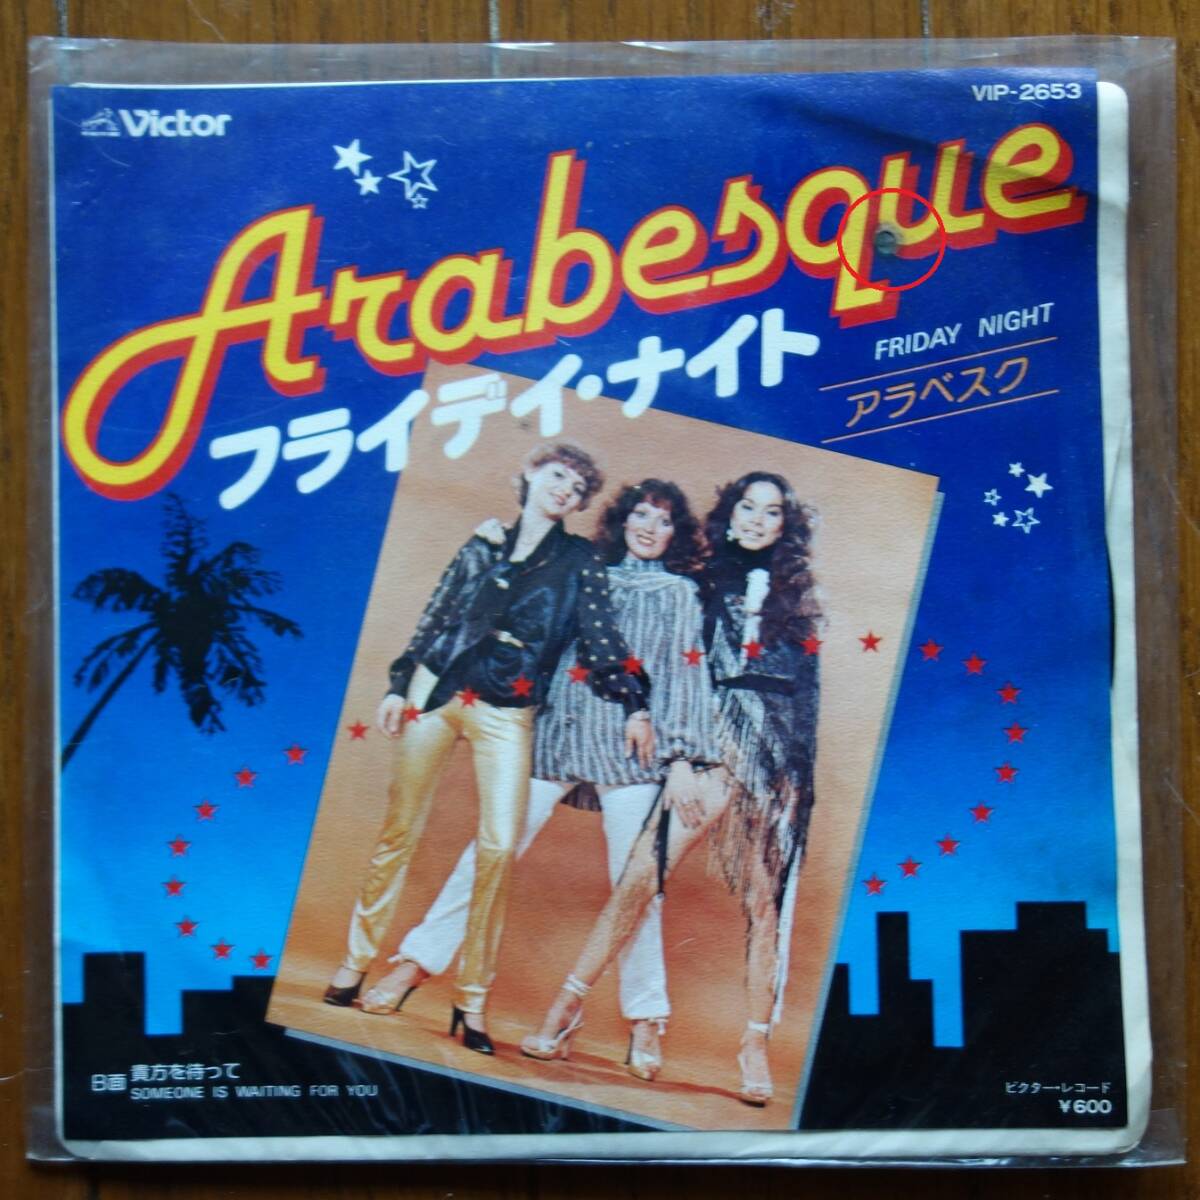 Victor
VIP-2653
Arabesque
フライデイ・ナイト
FRIDAY NIGHT
アラベスク
B面 貴方を待って
SOMEONE IS WAITING FOR YOU
ビクター・レコード
¥600